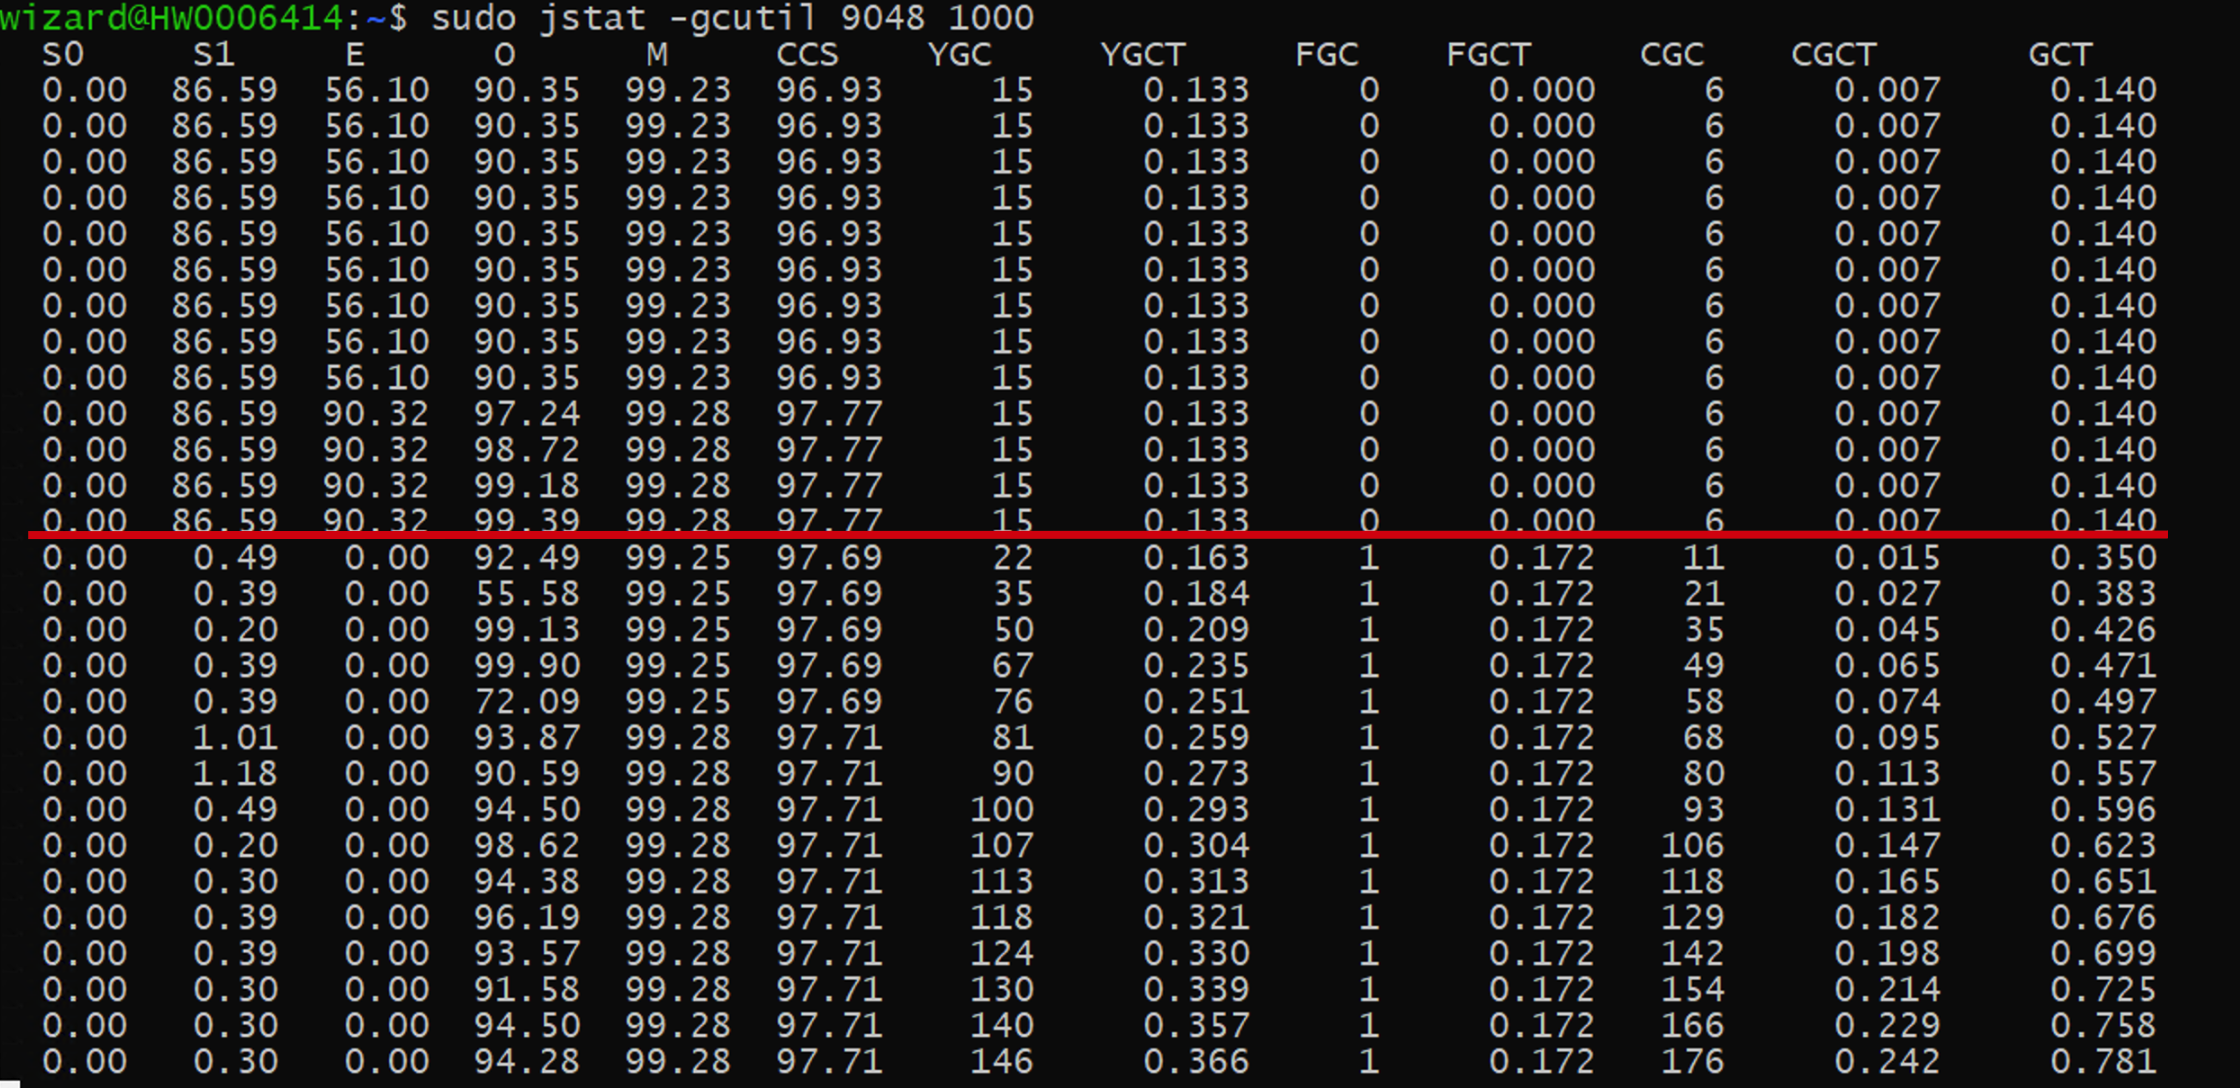 wizard@HW0006414:~$ sudo jstat -gcutil 9048 1000
S0 S1 E O M CCS YGC YGCT FGC FGCT CGC CGCT GCT
0.00 86.59 56.10 90.35 99.23 96.93 15 0.133 0 0.000 6 0.007 0.140
0.00 86.59 56.10 90.35 99.23 96.93 15 0.133 0 0.000 6 0.007 0.140
0.00 86.59 56.10 90.35 99.23 96.93 15 0.133 0 0.000 6 0.007 0.140
0.00 86.59 56.10 90.35 99.23 96.93 15 0.133 0 0.000 6 0.007 0.140
0.00 86.59 56.10 90.35 99.23 96.93 15 0.133 0 0.000 6 0.007 0.140
0.00 86.59 56.10 90.35 99.23 96.93 15 0.133 0 0.000 6 0.007 0.140
0.00 86.59 56.10 90.35 99.23 96.93 15 0.133 0 0.000 6 0.007 0.140
0.00 86.59 56.10 90.35 99.23 96.93 15 0.133 0 0.000 6 0.007 0.140
0.00 86.59 56.10 90.35 99.23 96.93 15 0.133 0 0.000 6 0.007 0.140
0.00 86.59 90.32 97.24 99.28 97.77 15 0.133 0 0.000 6 0.007 0.140
0.00 86.59 90.32 98.72 99.28 97.77 15 0.133 0 0.000 6 0.007 0.140
0.00 86.59 90.32 99.18 99.28 97.77 15 0.133 0 0.000 6 0.007 0.140
0.00 86.59 90.32 99.39 99.28 97.77 15 0.133 0 0.000 6 0.007 0.140
0.00 0.49 0.00 92.49 99.25 97.69 22 0.163 1 0.172 11 0.015 0.350
0.00 0.39 0.00 55.58 99.25 97.69 35 0.184 1 0.172 21 0.027 0.383
0.00 0.20 0.00 99.13 99.25 97.69 50 0.209 1 0.172 35 0.045 0.426
0.00 0.39 0.00 99.90 99.25 97.69 67 0.235 1 0.172 49 0.065 0.471
0.00 0.39 0.00 72.09 99.25 97.69 76 0.251 1 0.172 58 0.074 0.497
0.00 1.01 0.00 93.87 99.28 97.71 81 0.259 1 0.172 68 0.095 0.527
0.00 1.18 0.00 90.59 99.28 97.71 90 0.273 1 0.172 80 0.113 0.557
0.00 0.49 0.00 94.50 99.28 97.71 100 0.293 1 0.172 93 0.131 0.596
0.00 0.20 0.00 98.62 99.28 97.71 107 0.304 1 0.172 106 0.147 0.623
0.00 0.30 0.00 94.38 99.28 97.71 113 0.313 1 0.172 118 0.165 0.651
0.00 0.39 0.00 96.19 99.28 97.71 118 0.321 1 0.172 129 0.182 0.676
0.00 0.39 0.00 93.57 99.28 97.71 124 0.330 1 0.172 142 0.198 0.699
0.00 0.30 0.00 91.58 99.28 97.71 130 0.339 1 0.172 154 0.214 0.725
0.00 0.30 0.00 94.50 99.28 97.71 140 0.357 1 0.172 166 0.229 0.758
0.00 0.30 0.00 94.28 99.28 97.71 146 0.366 1 0.172 176 0.242 0.781